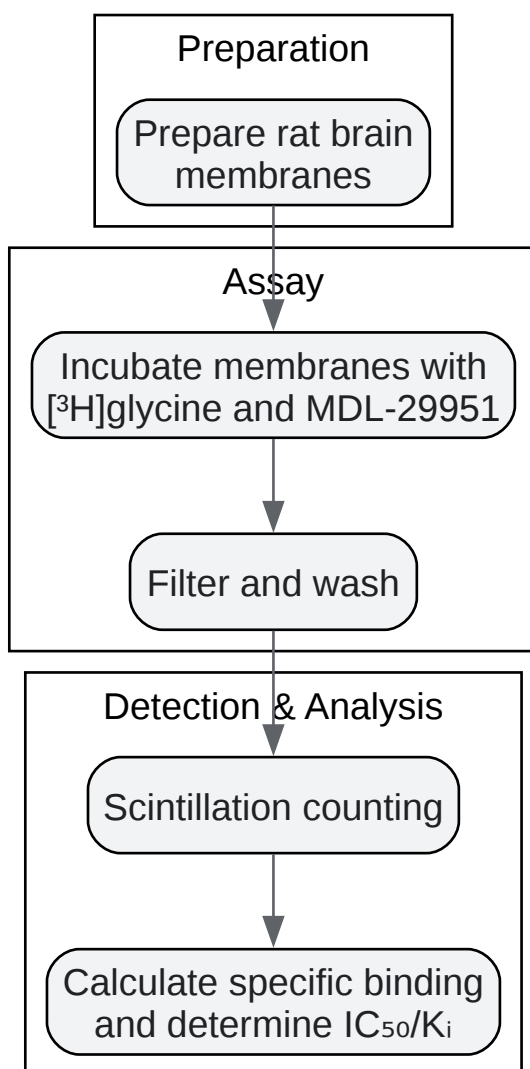 Preparation
Prepare rat brain
membranes
Assay
Incubate membranes with
[³H]glycine and MDL-29951
Filter and wash
Detection & Analysis
Scintillation counting
Calculate specific binding
and determine IC₅₀/Kᵢ